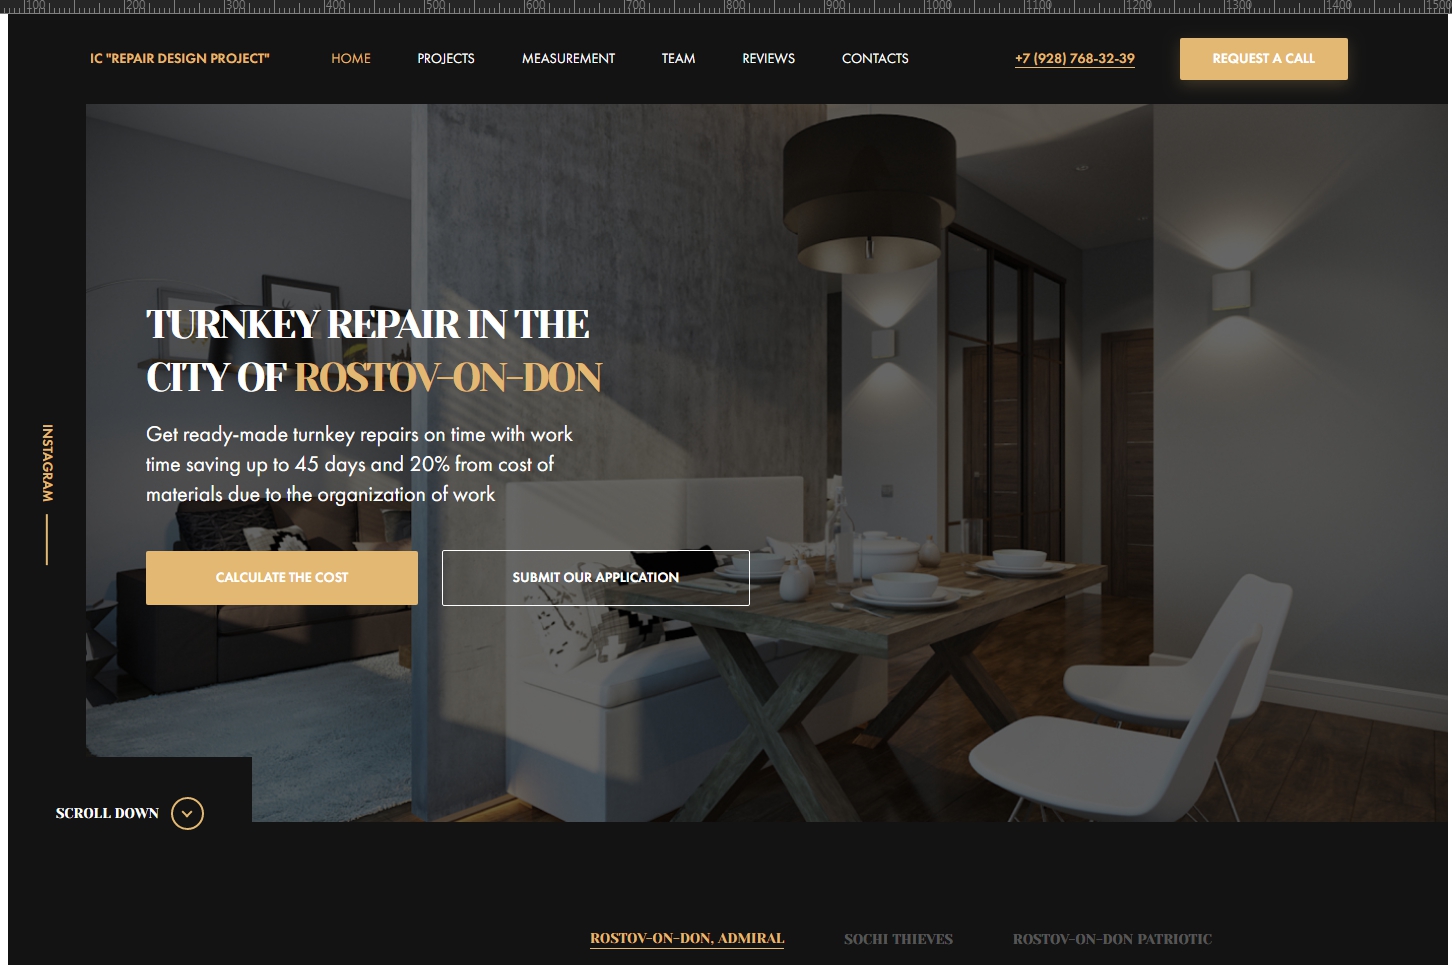 100 200 300 400 500 600 700 800 900 1000 1100 1200 1300 1400 1500
IC "REPAIR DESIGN PROJECT" HOME PROJECTS MEASUREMENT TEAM REVIEWS CONTACTS +7 (928) 768-32-39 REQUEST A CALL
TURNKEY REPAIR IN THE
CITY OF ROSTOV-ON-DON
Get ready-made turnkey repairs on time with work
time saving up to 45 days and 20% from cost of
materials due to the organization of work
INSTAGRAM
CALCULATE THE COST SUBMIT OUR APPLICATION
SCROLL DOWN
ROSTOV-ON-DON, ADMIRAL SOCHI THIEVES ROSTOV-ON-DON PATRIOTIC